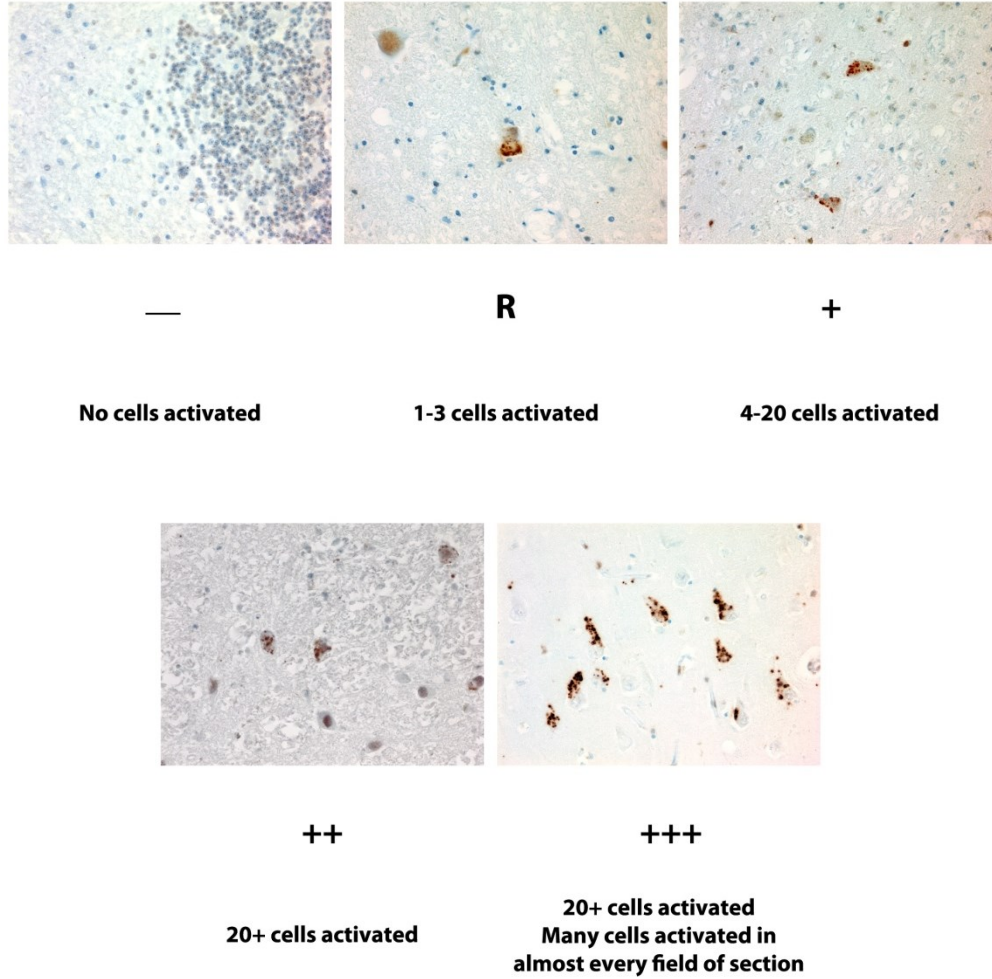 —
R
+
No cells activated
1-3 cells activated
4-20 cells activated
++
+++
20+ cells activated
20+ cells activated
Many cells activated in
almost every field of section